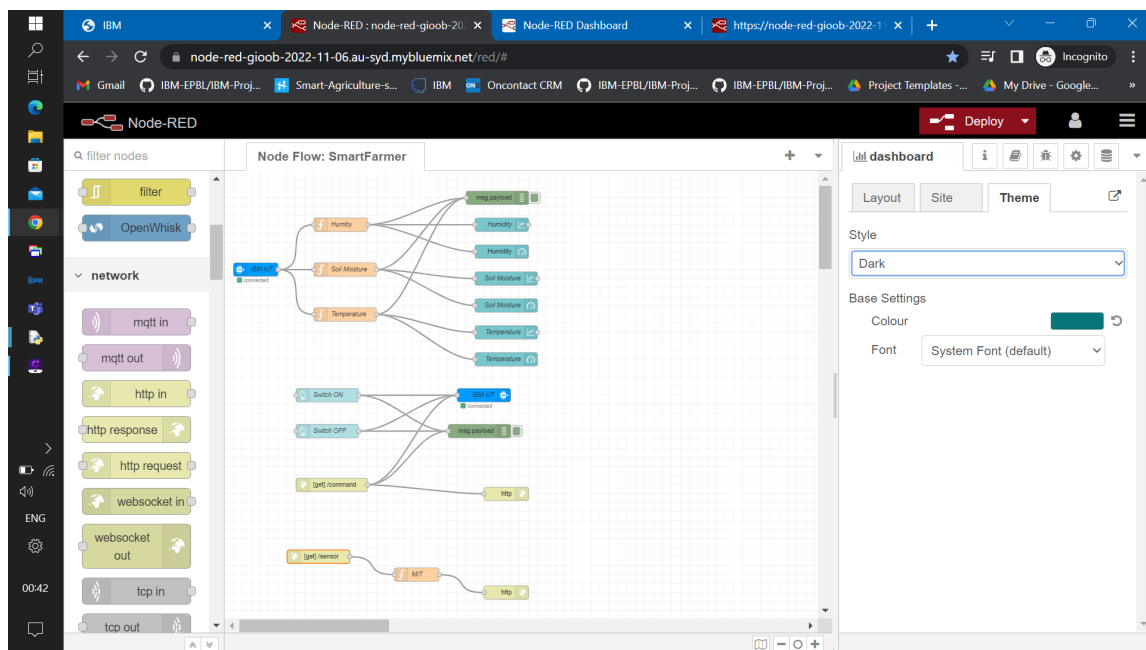 IBM
Node-RED : node-red-gioob-20
Node-RED Dashboard
https://node-red-gioob-2022-11
node-red-gioob-2022-11-06.au-syd.mybluemix.net/red/#
Incognito
Gmail
IBM-EPBL/IBM-Proj...
Smart-Agriculture-s...
IBM
Oncontact CRM
IBM-EPBL/IBM-Proj...
IBM-EPBL/IBM-Proj...
Project Templates -...
My Drive - Google...
Node-RED
Deploy
filter nodes
Node Flow: SmartFarmer
dashboard
filter
OpenWhisk
network
mqtt in
mqtt out
http in
http response
http request
websocket in
websocket
out
tcp in
tcp out
msg.payload
Humitiy
Humidity
Humidity
IBM IoT
connected
Soil Moisture
Soil Moisture
Soil Moisture
Temperature
Temperature
Temperature
Switch ON
IBM IoT
connected
Switch OFF
msg.payload
[get] /command
http
[get] /sensor
MIT
http
Layout
Site
Theme
Style
Dark
Base Settings
Colour
Font
System Font (default)
BPR
ENG
00:42